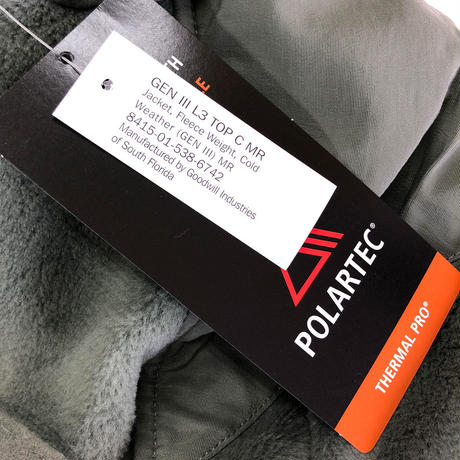 GEN III L3 TOP C MR
Jacket, Fleece Weight, Cold
Weather (GEN III) MR
8415-01-538-6742
Manufactured by Goodwill Industries
of South Florida
POLARTEC®
THERMAL PRO®